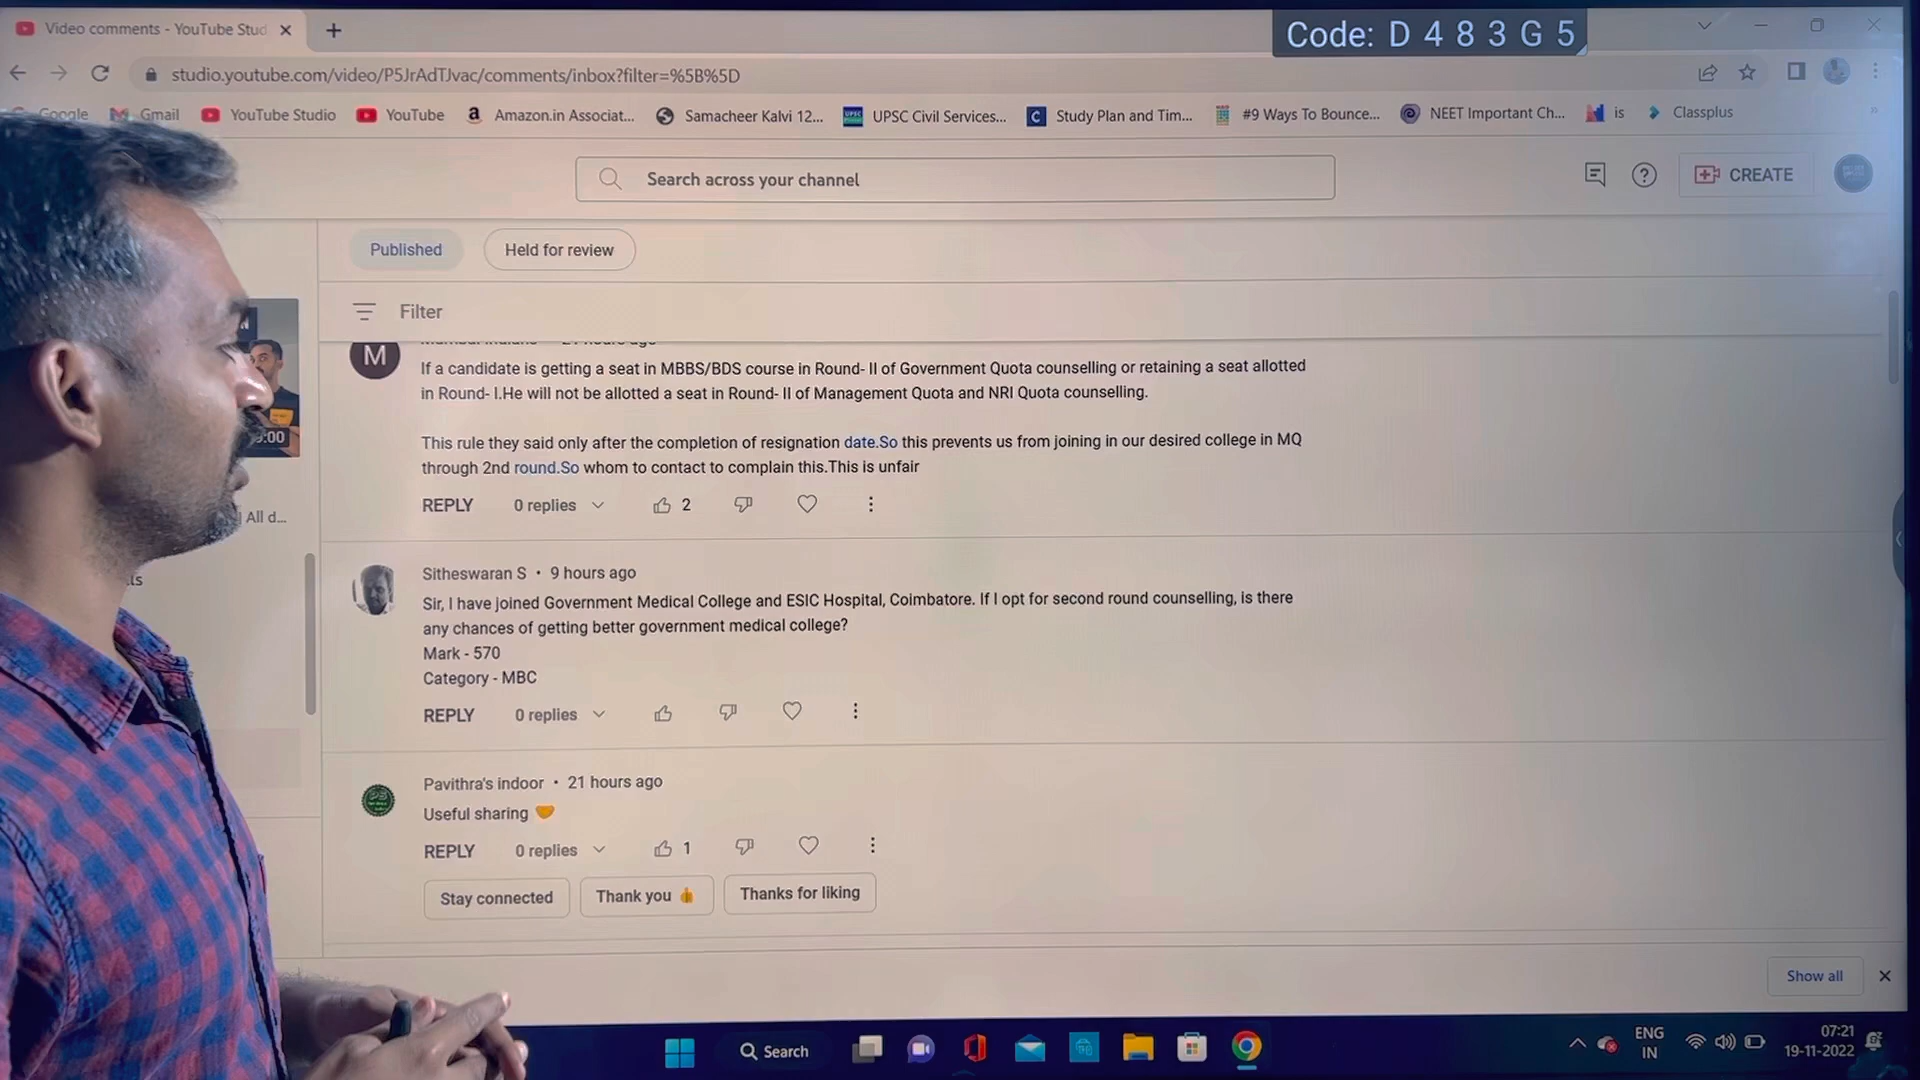 Video comments - YouTube Stud
Code: D 4 8 3 G 5
studio.youtube.com/video/P5JrAdTJvac/comments/inbox?filter=%5B%5D
Google Gmail YouTube Studio YouTube Amazon.in Associat... Samacheer Kalvi 12... UPSC Civil Services... Study Plan and Tim... #9 Ways To Bounce... NEET Important Ch... is Classplus
Search across your channel
CREATE
Published Held for review
Filter
M
If a candidate is getting a seat in MBBS/BDS course in Round- II of Government Quota counselling or retaining a seat allotted
in Round- I.He will not be allotted a seat in Round- II of Management Quota and NRI Quota counselling.
This rule they said only after the completion of resignation date.So this prevents us from joining in our desired college in MQ
through 2nd round.So whom to contact to complain this.This is unfair
REPLY 0 replies 2
All d...
Sitheswaran S • 9 hours ago
Sir, I have joined Government Medical College and ESIC Hospital, Coimbatore. If I opt for second round counselling, is there
any chances of getting better government medical college?
Mark - 570
Category - MBC
REPLY 0 replies
Pavithra's indoor • 21 hours ago
Useful sharing
REPLY 0 replies 1
Stay connected Thank you Thanks for liking
Show all
Search
ENG
IN
07:21
19-11-2022